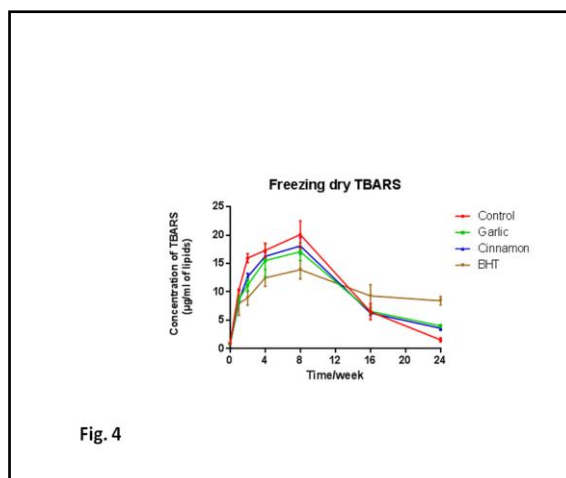 Freezing dry TBARS
Concentration of TBARS
(µg/ml of lipids)
25
20
15
10
5
0
0
4
8
12
16
20
24
Time/week
Control
Garlic
Cinnamon
BHT
Fig. 4